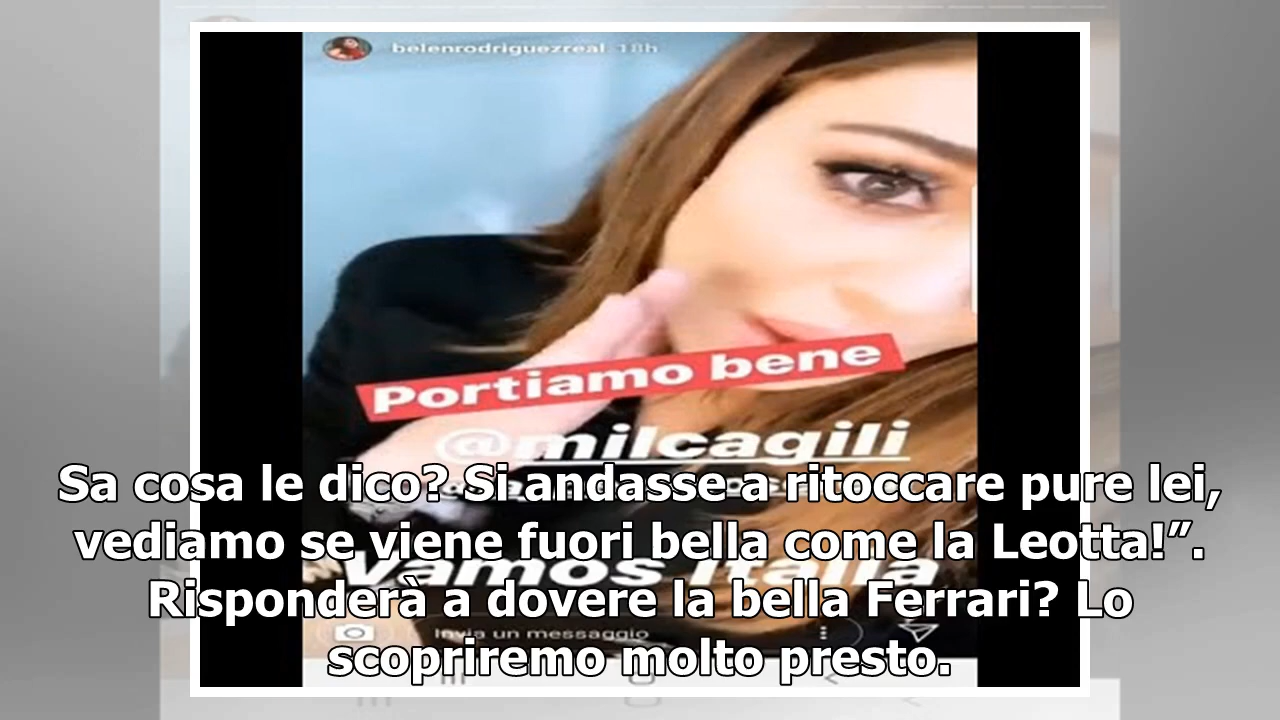 belenrodriguezreal 18h
Portiamo bene
@milcagili
Sa cosa le dico? Si andasse a ritoccare pure lei,
vediamo se viene fuori bella come la Leotta!”.
Vamos Italia
Risponderà a dovere la bella Ferrari? Lo
Invia un messaggio
scopriremo molto presto.